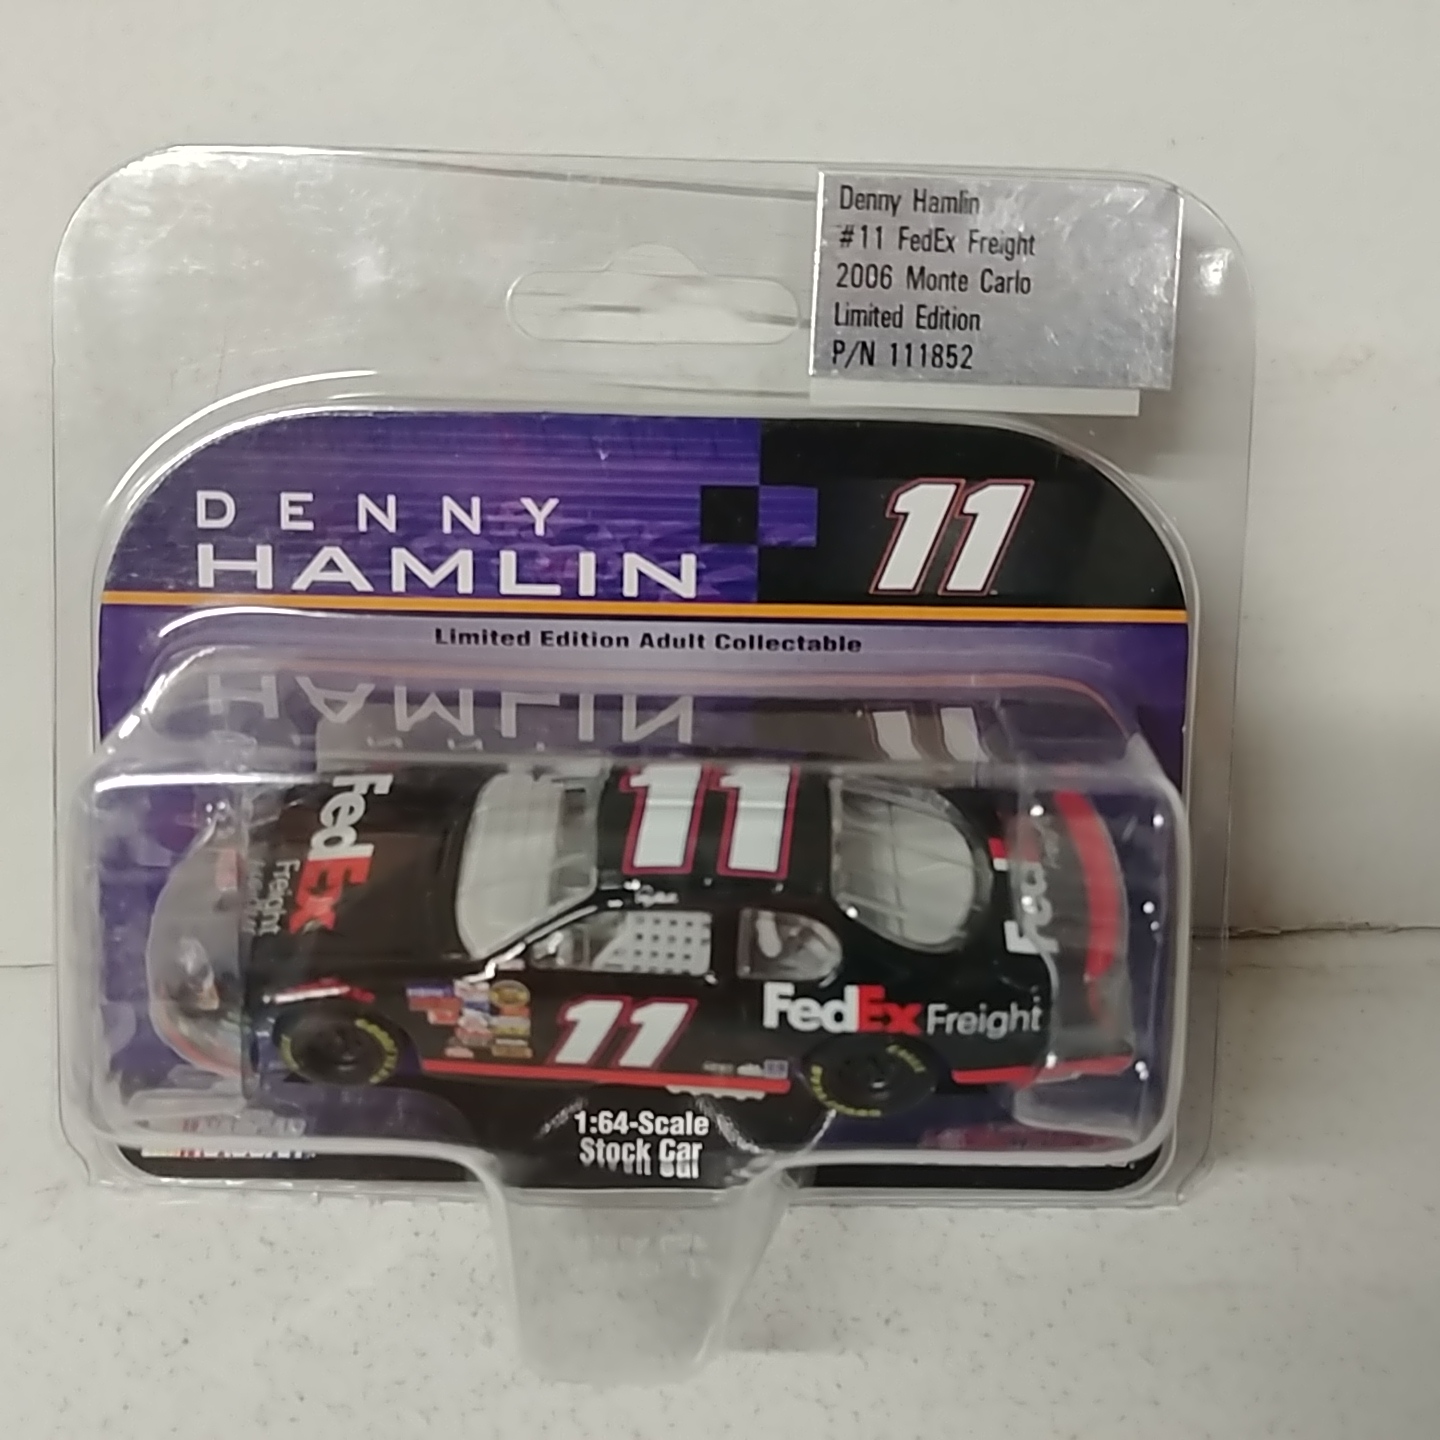 Denny Hamlin
#11 FedEx Freight
2006 Monte Carlo
Limited Edition
P/N 111852
DENNY
HAMLIN
11
Limited Edition Adult Collectable
11
FedEx
Freight
11
FedEx Freight
Fed
1:64-Scale
Stock Car